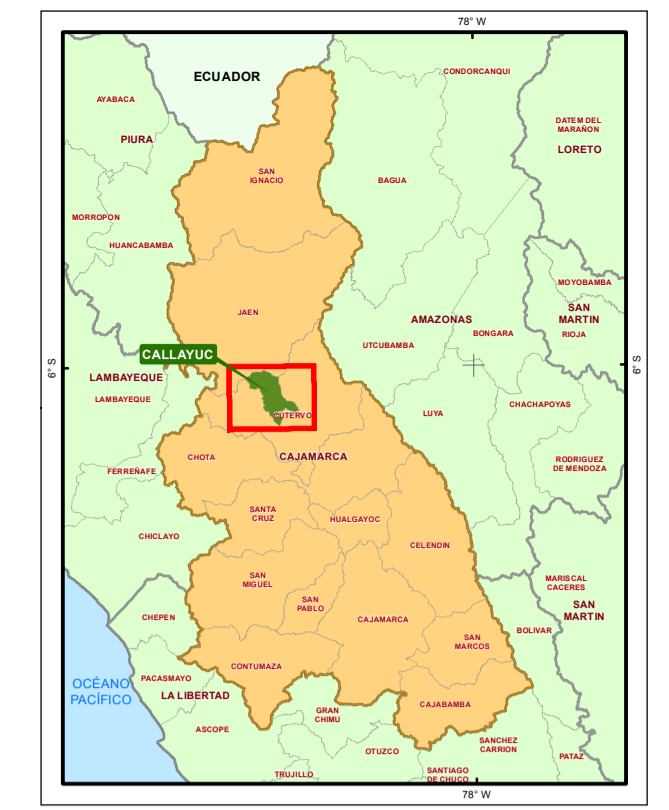 78° W
ECUADOR
CONDORCANQUI
AYABACA
DATEM DEL
MARAÑON
PIURA
LORETO
SAN
IGNACIO
BAGUA
MORROPON
HUANCABAMBA
MOYOBAMBA
JAEN
SAN
MARTIN
AMAZONAS
BONGARA
RIOJA
UTCUBAMBA
CALLAYUC
6° S
6° S
LAMBAYEQUE
LAMBAYEQUE
CHACHAPOYAS
CUTERVO
LUYA
CHOTA
CAJAMARCA
RODRIGUEZ
DE MENDOZA
FERREÑAFE
SANTA
CRUZ
HUALGAYOC
CHICLAYO
CELENDIN
SAN
MIGUEL
MARISCAL
CACERES
SAN
PABLO
SAN
MARTIN
CHEPEN
CAJAMARCA
BOLIVAR
SAN
MARCOS
CONTUMAZA
PACASMAYO
OCÉANO
PACÍFICO
LA LIBERTAD
CAJABAMBA
GRAN
CHIMU
ASCOPE
SANCHEZ
CARRION
OTUZCO
PATAZ
TRUJILLO
SANTIAGO
DE CHUCO
78° W